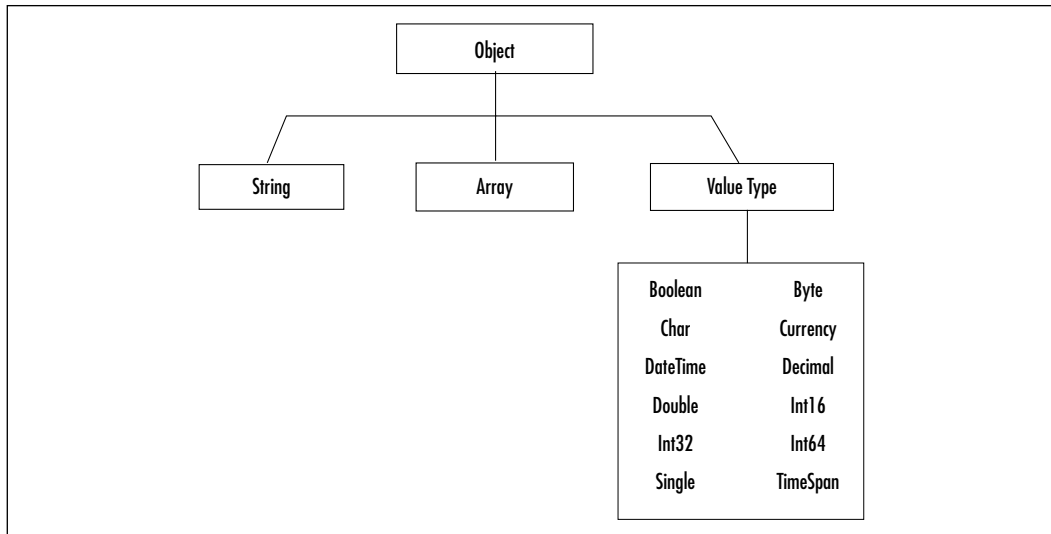 Object
String Array Value Type
Boolean Byte
Char Currency
DateTime Decimal
Double Int16
Int32 Int64
Single TimeSpan